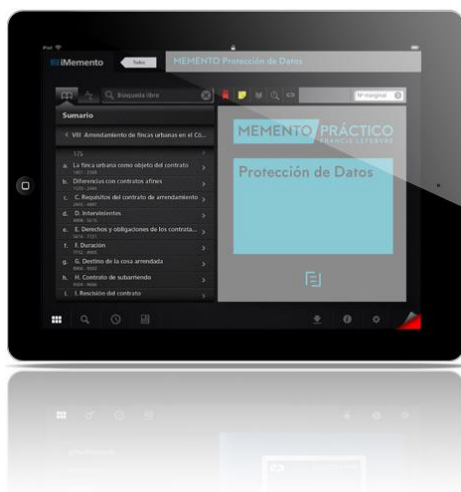 iPad
iMemento
Todos
MEMENTO Protección de Datos
Búsqueda libre
Nº marginal
Sumario
< VIII Arrendamiento de fincas urbanas en el Có...
175
a. La finca urbana como objeto del contrato
b. Diferencias con contratos afines
c. C. Requisitos del contrato de arrendamiento
d. D. Intervinientes
e. E. Derechos y obligaciones de los contrata...
f. F. Duración
g. G. Destino de la cosa arrendada
h. H. Contrato de subarriendo
i. I. Rescisión del contrato
MEMENTO PRÁCTICO
FRANCIS LEFEBVRE
Protección de Datos